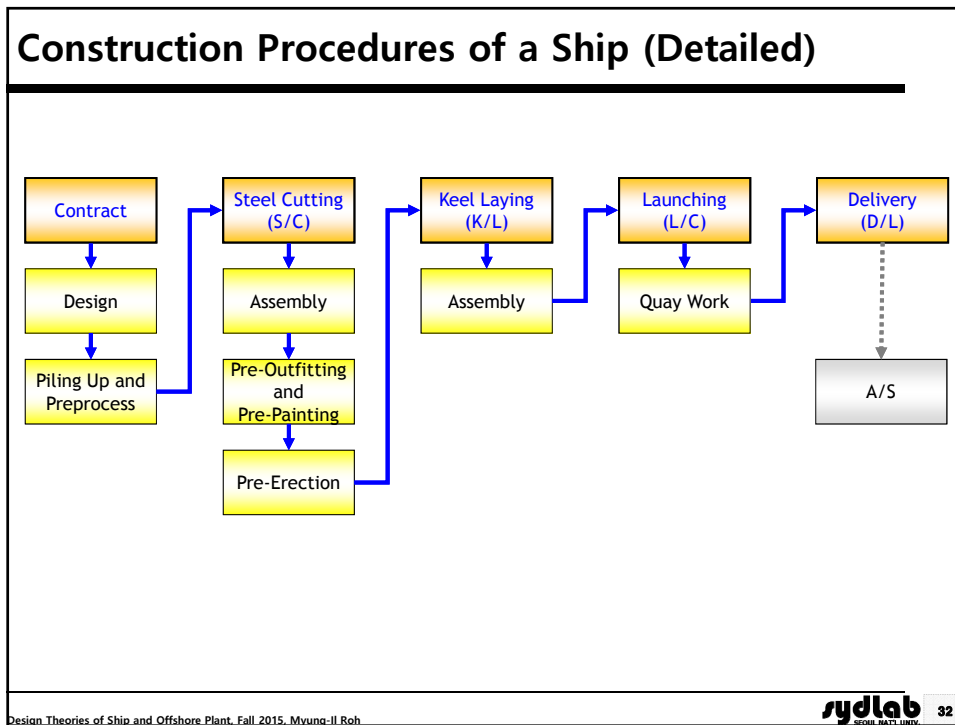 Construction Procedures of a Ship (Detailed)
Contract
Design
Piling Up and
Preprocess
Steel Cutting
(S/C)
Assembly
Pre-Outfitting
and
Pre-Painting
Pre-Erection
Keel Laying
(K/L)
Assembly
Launching
(L/C)
Quay Work
Delivery
(D/L)
A/S
Design Theories of Ship and Offshore Plant, Fall 2015, Myung-Il Roh
sydlab
SEOUL NAT'L UNIV.
32